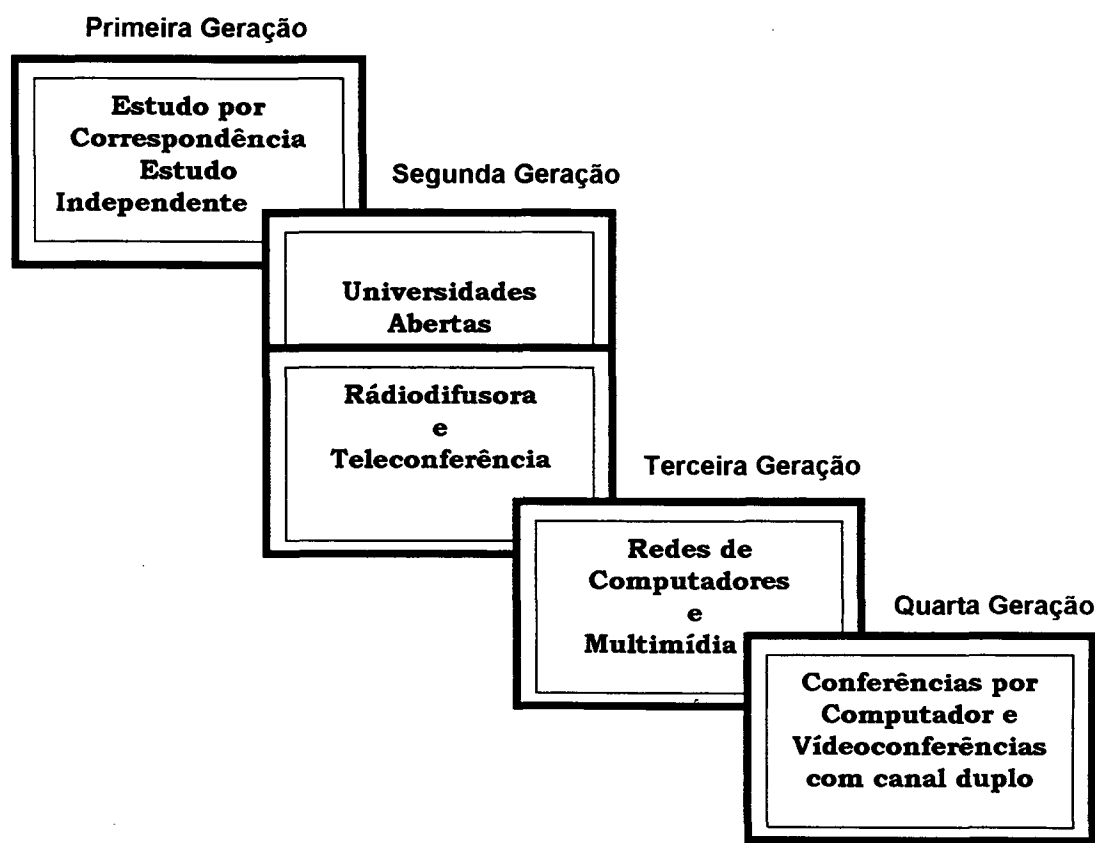 Primeira Geração
Estudo por
Correspondência
Estudo
Independente
Segunda Geração
Universidades
Abertas
Rádiodifusora
e
Teleconferência
Terceira Geração
Redes de
Computadores
e
Multimídia
Quarta Geração
Conferências por
Computador e
Vídeoconferências
com canal duplo